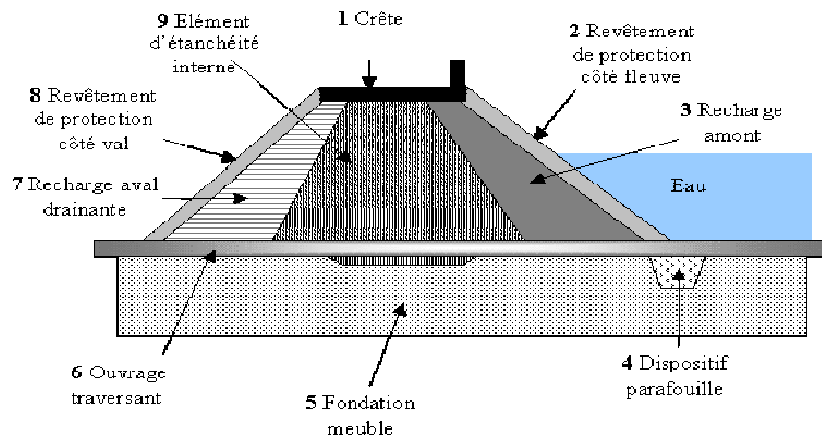 1 Crête
2 Revêtement
de protection
côté fleuve
3 Recharge
amont
Eau
4 Dispositif
parafouille
5 Fondation
meuble
6 Ouvrage
traversant
7 Recharge aval
drainante
8 Revêtement
de protection
côté val
9 Elément
d'étanchéité
interne